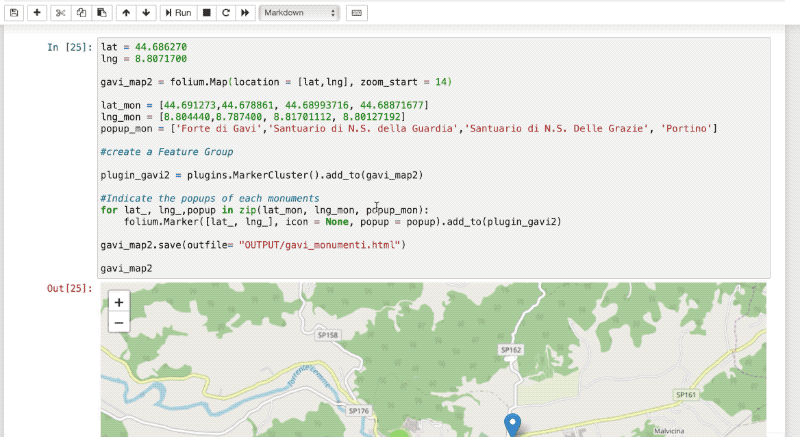 Run
Markdown
In [25]:
lat = 44.686270
lng = 8.8071700
gavi_map2 = folium.Map(location = [lat,lng], zoom_start = 14)
lat_mon = [44.691273,44.678861, 44.68993716, 44.68871677]
lng_mon = [8.804440,8.787400, 8.81701112, 8.80127192]
popup_mon = ['Forte di Gavi','Santuario di N.S. della Guardia','Santuario di N.S. Delle Grazie', 'Portino']
#create a Feature Group
plugin_gavi2 = plugins.MarkerCluster().add_to(gavi_map2)
#Indicate the popups of each monuments
for lat_, lng_,popup in zip(lat_mon, lng_mon, popup_mon):
folium.Marker([lat_, lng_], icon = None, popup = popup).add_to(plugin_gavi2)
gavi_map2.save(outfile= "OUTPUT/gavi_monumenti.html")
gavi_map2
Out[25]:
+
−
SP158
SP162
SP161
SP176
Torrente Lemme
Malvicina